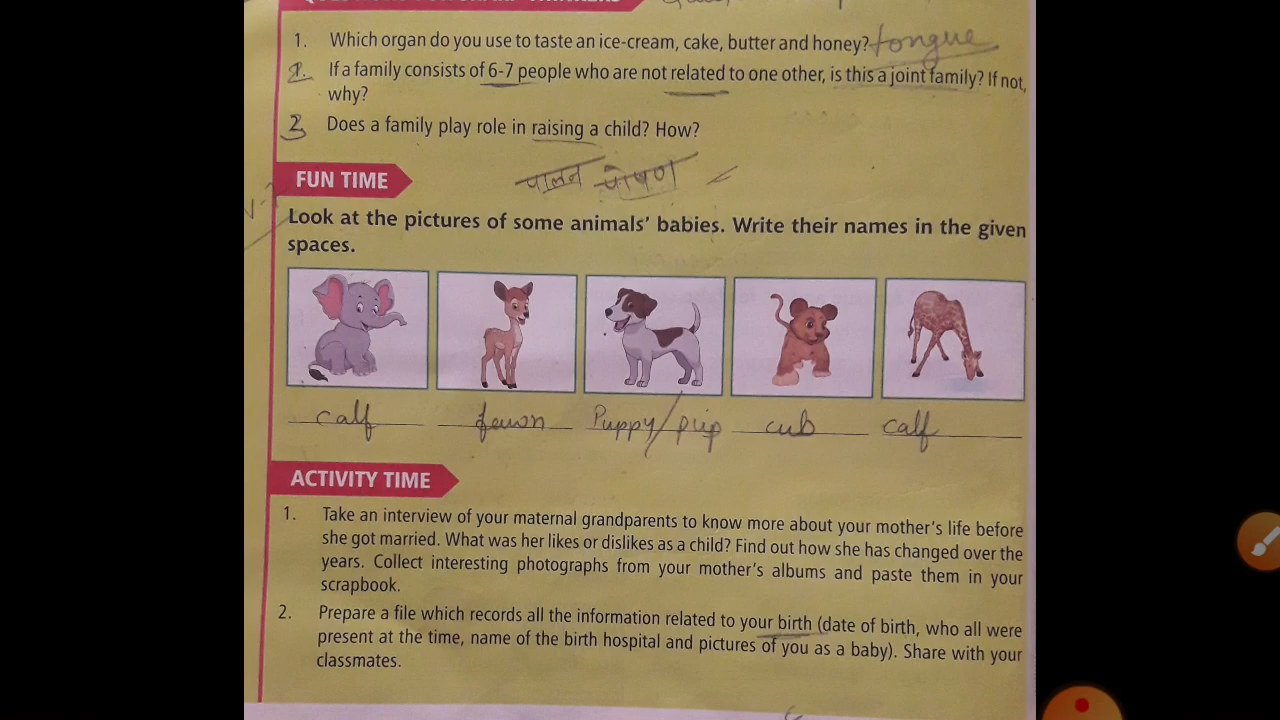 1. Which organ do you use to taste an ice-cream, cake, butter and honey? tongue
2. If a family consists of 6-7 people who are not related to one other, is this a joint family? If not,
why?
3 Does a family play role in raising a child? How?
पालन पोषण
FUN TIME
Look at the pictures of some animals' babies. Write their names in the given
spaces.
calf fawn Puppy/pup cub calf
ACTIVITY TIME
1. Take an interview of your maternal grandparents to know more about your mother's life before
she got married. What was her likes or dislikes as a child? Find out how she has changed over the
years. Collect interesting photographs from your mother's albums and paste them in your
scrapbook.
2. Prepare a file which records all the information related to your birth (date of birth, who all were
present at the time, name of the birth hospital and pictures of you as a baby). Share with your
classmates.